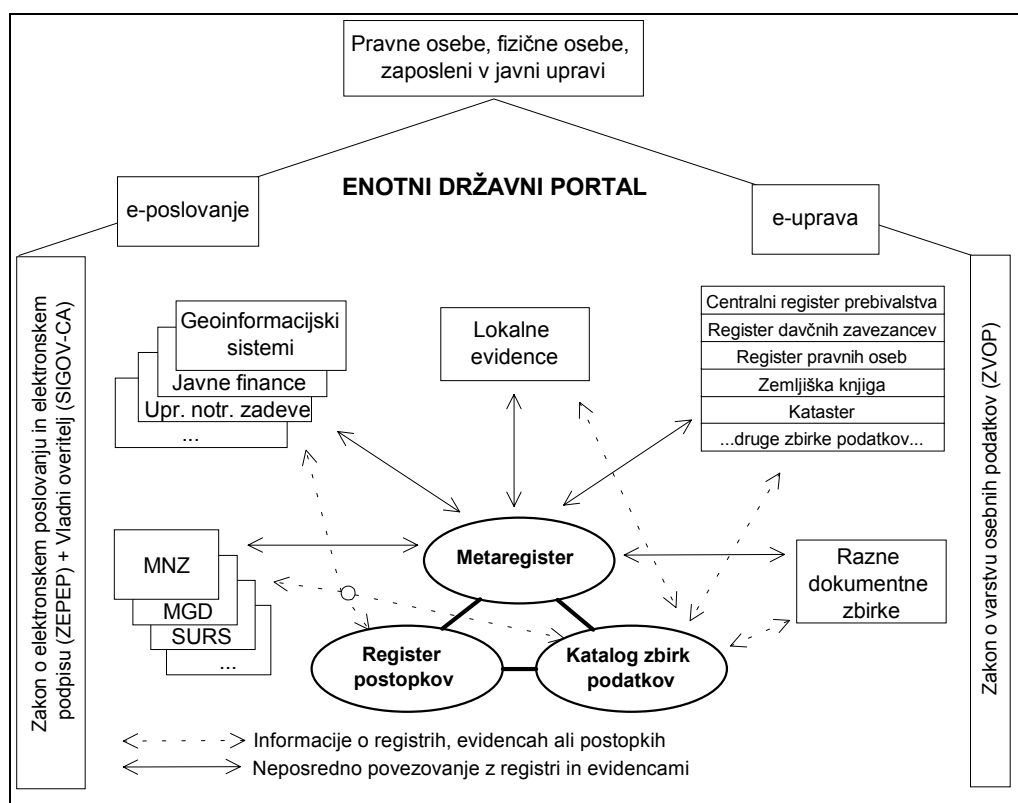 Pravne osebe, fizične osebe,
zaposleni v javni upravi
ENOTNI DRŽAVNI PORTAL
e-poslovanje
e-uprava
Zakon o elektronskem poslovanju in elektronskem
podpisu (ZEPEP) + Vladni overitelj (SIGOV-CA)
Geoinformacijski
sistemi
Javne finance
Upr. notr. zadeve
...
Lokalne
evidence
Centralni register prebivalstva
Register davčnih zavezancev
Register pravnih oseb
Zemljiška knjiga
Kataster
...druge zbirke podatkov...
Zakon o varstvu osebnih podatkov (ZVOP)
MNZ
MGD
SURS
...
Metaregister
Razne
dokumentne
zbirke
Register
postopkov
Katalog zbirk
podatkov
Informacije o registrih, evidencah ali postopkih
Neposredno povezovanje z registri in evidencami